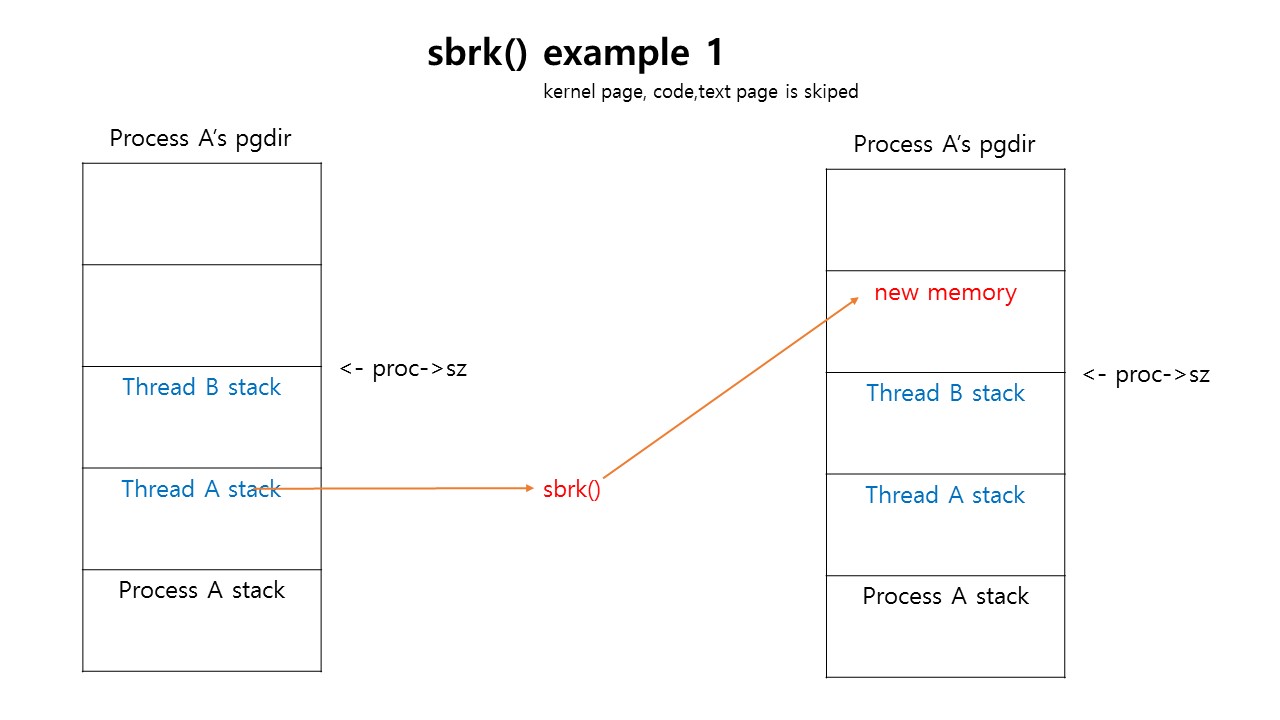 sbrk() example 1
kernel page, code,text page is skiped
Process A’s pgdir
Thread B stack
<- proc->sz
Thread A stack
Process A stack
sbrk()
Process A’s pgdir
new memory
Thread B stack
<- proc->sz
Thread A stack
Process A stack